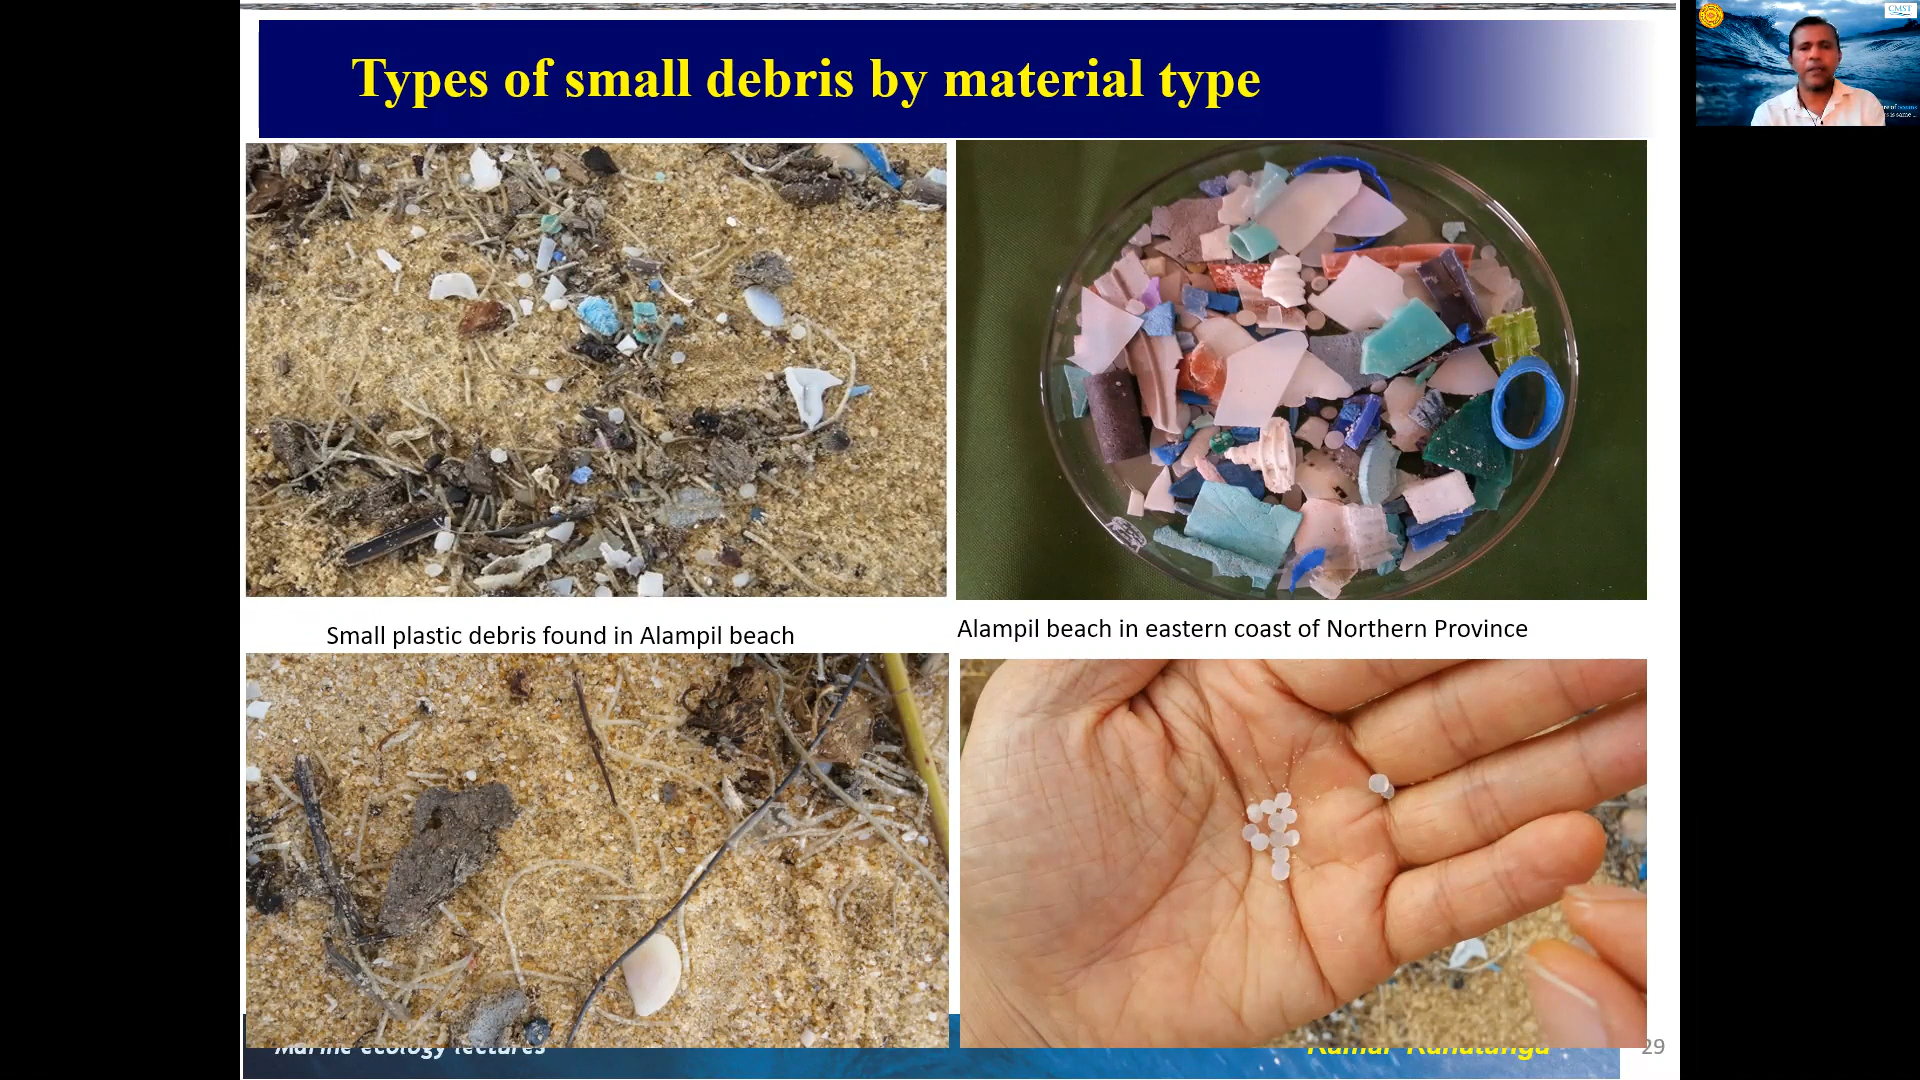 Types of small debris by material type
CMST
Small plastic debris found in Alampil beach
Alampil beach in eastern coast of Northern Province
Marine ecology lectures
29